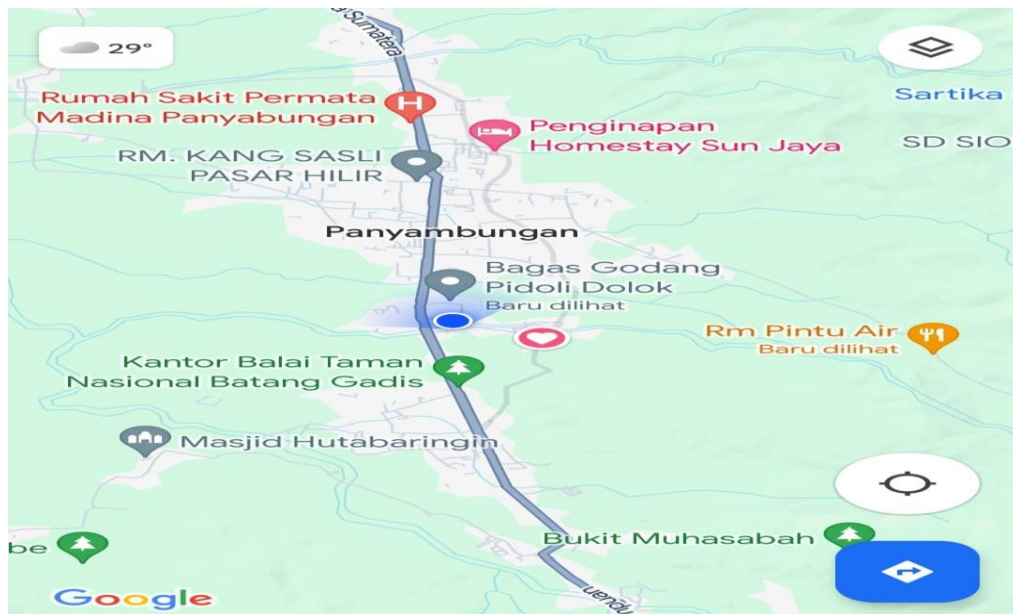 a Sumatera
29°
Sartika
Rumah Sakit Permata
Madina Panyabungan
Penginapan
Homestay Sun Jaya
SD SIO
RM. KANG SASLI
PASAR HILIR
Panyambungan
Bagas Godang
Pidoli Dolok
Baru dilihat
Rm Pintu Air
Baru dilihat
Kantor Balai Taman
Nasional Batang Gadis
Masjid Hutabaringin
Bukit Muhasabah
be
Google